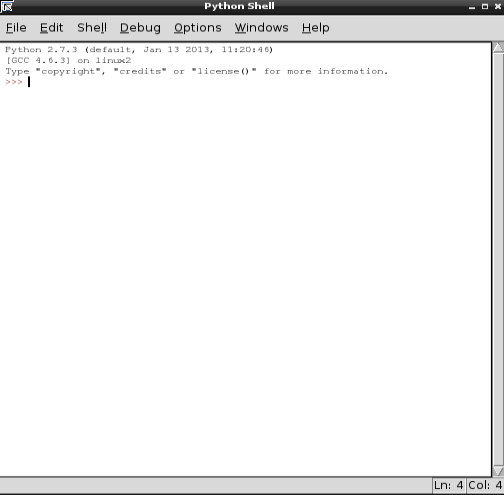 Python Shell
File Edit Shell Debug Options Windows Help
Python 2.7.3 (default, Jan 13 2013, 11:20:46)
[GCC 4.6.3] on linux2
Type "copyright", "credits" or "license()" for more information.
>>>
Ln: 4 Col: 4